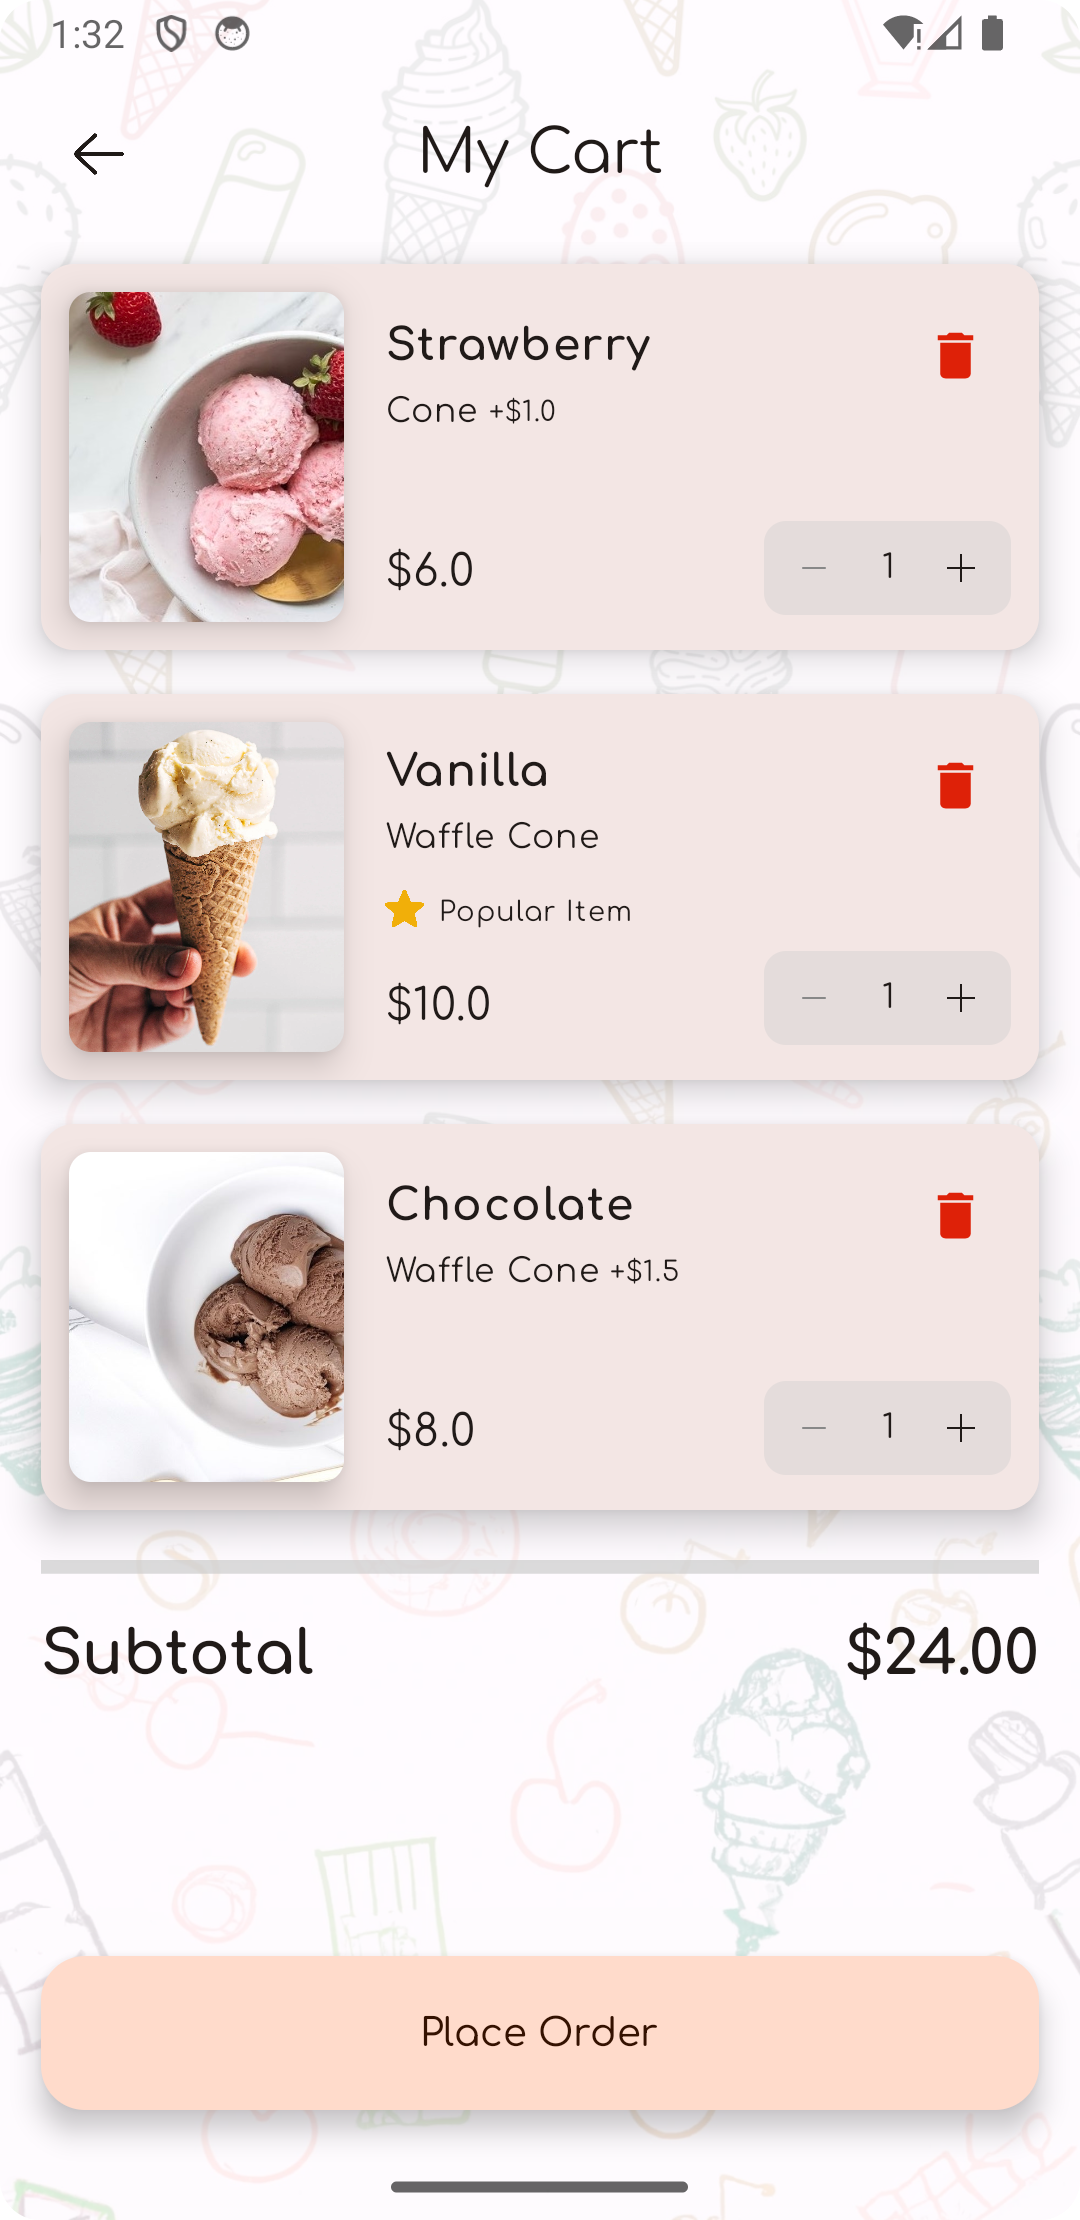 1:32
My Cart
Strawberry
Cone +$1.0
$6.0
1
Vanilla
Waffle Cone
Popular Item
$10.0
1
Chocolate
Waffle Cone +$1.5
$8.0
1
Subtotal $24.00
Place Order